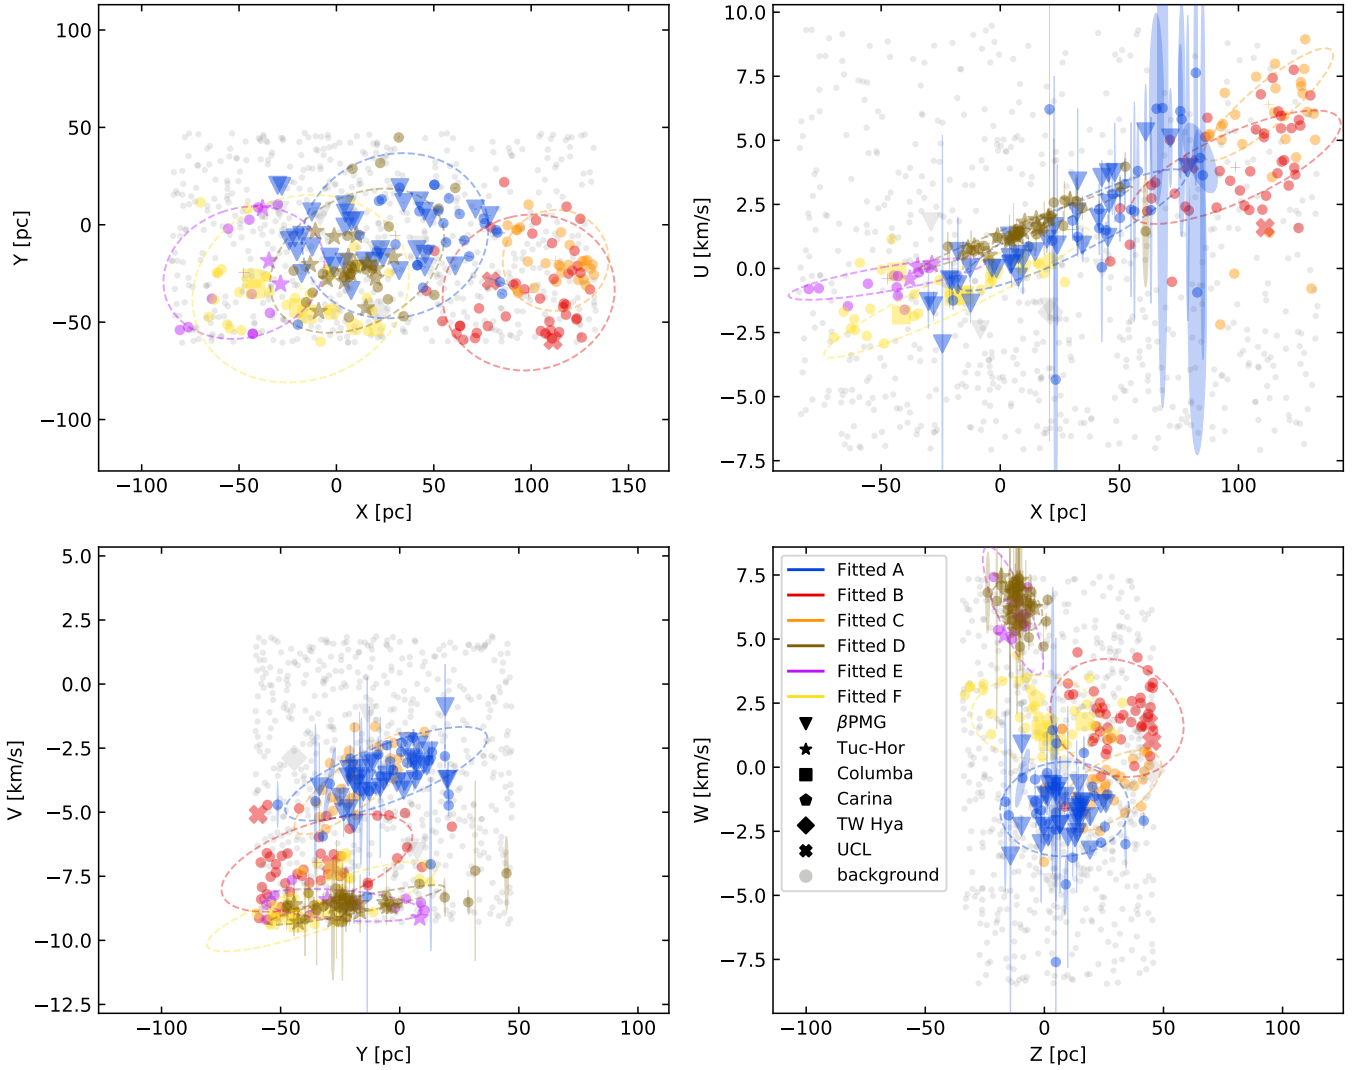 100
50
0
−50
−100
Y [pc]
−100
−50
0
50
100
150
X [pc]
10.0
7.5
5.0
2.5
0.0
−2.5
−5.0
−7.5
U [km/s]
−50
0
50
100
X [pc]
5.0
2.5
0.0
−2.5
−5.0
−7.5
−10.0
−12.5
V [km/s]
−100
−50
0
50
100
Y [pc]
7.5
5.0
2.5
0.0
−2.5
−5.0
−7.5
W [km/s]
Fitted A
Fitted B
Fitted C
Fitted D
Fitted E
Fitted F
βPMG
Tuc-Hor
Columba
Carina
TW Hya
UCL
background
−100
−50
0
50
100
Z [pc]